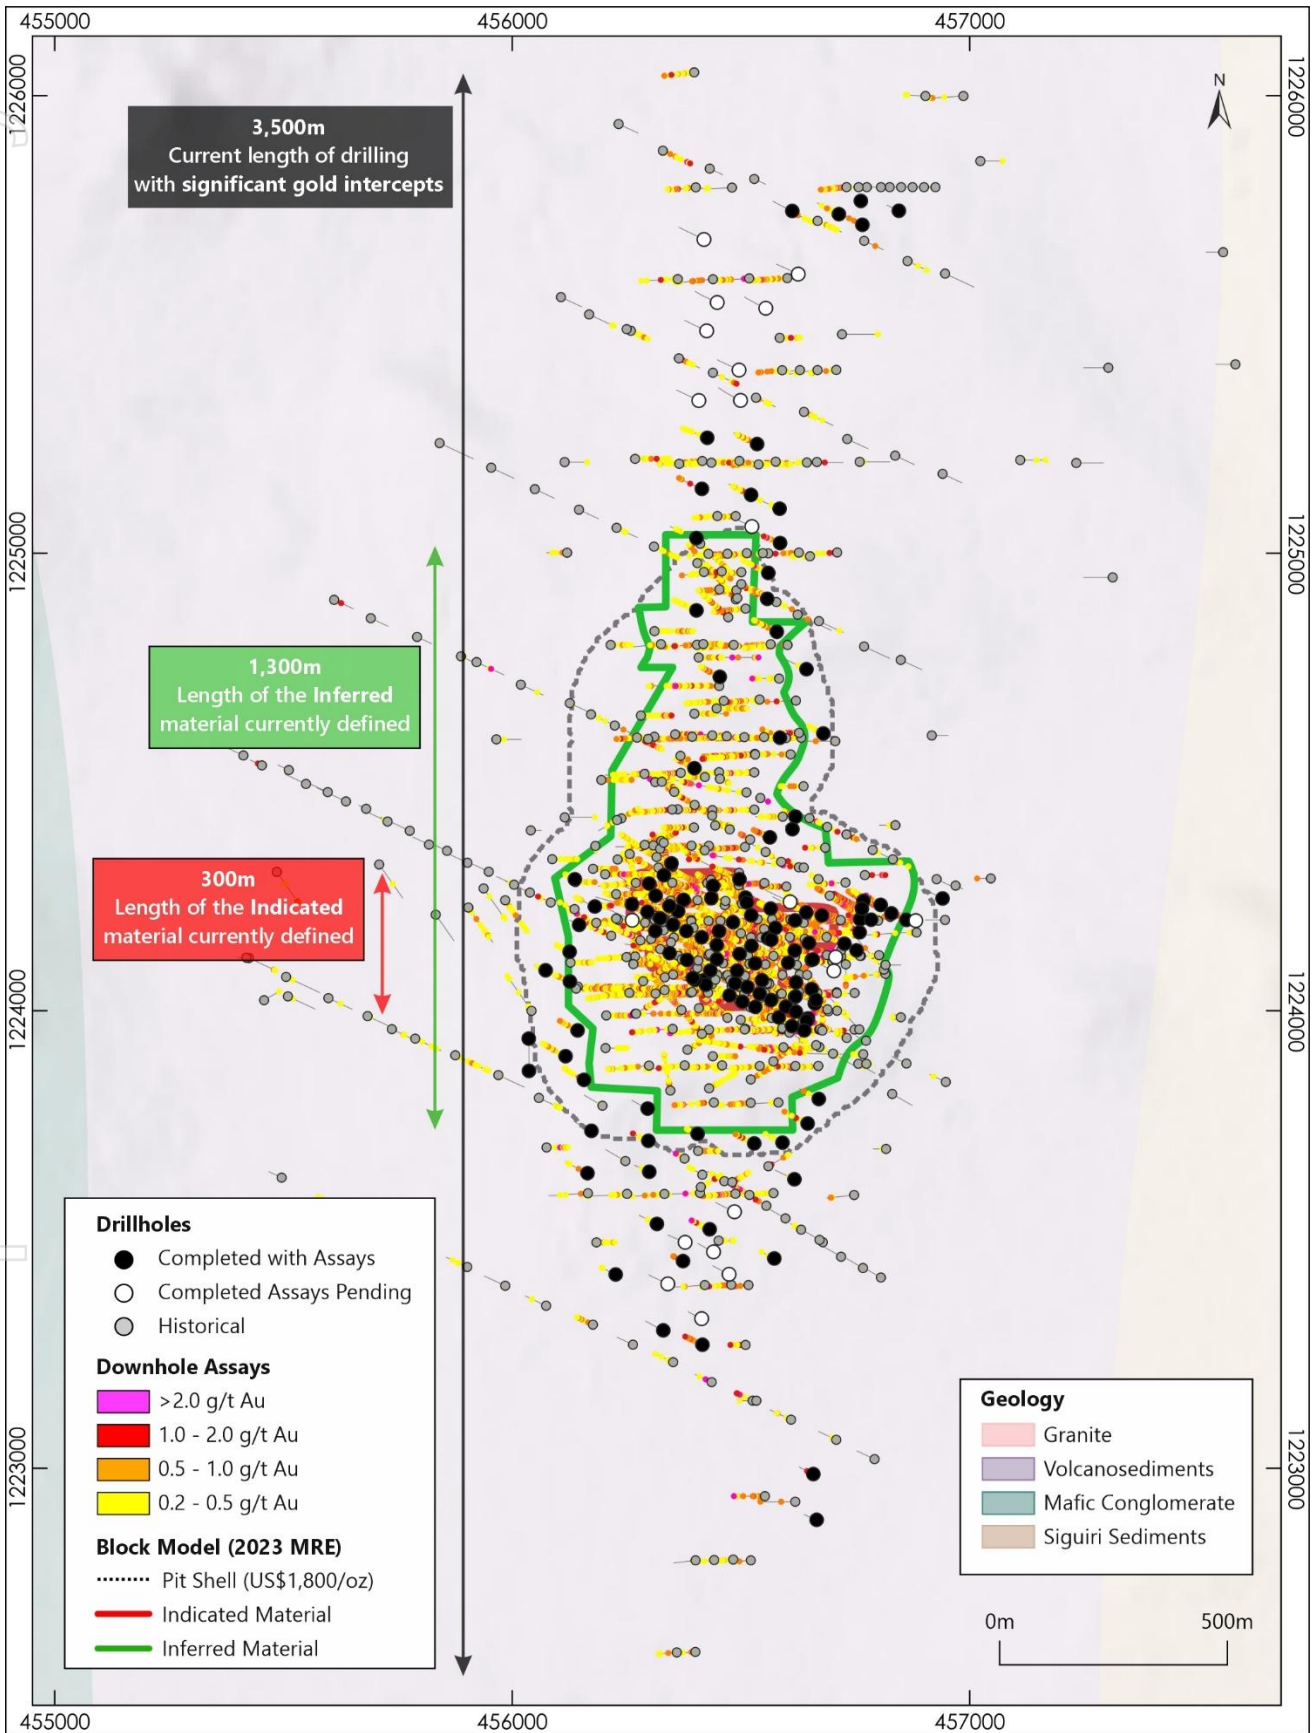 455000
456000
457000
1226000
1226000
N
3,500m
Current length of drilling
with significant gold intercepts
1225000
1225000
1,300m
Length of the Inferred
material currently defined
300m
Length of the Indicated
material currently defined
1224000
1224000
Drillholes
Completed with Assays
Completed Assays Pending
Historical
Downhole Assays
>2.0 g/t Au
1.0 - 2.0 g/t Au
0.5 - 1.0 g/t Au
0.2 - 0.5 g/t Au
Block Model (2023 MRE)
Pit Shell (US$1,800/oz)
Indicated Material
Inferred Material
1223000
1223000
Geology
Granite
Volcanosediments
Mafic Conglomerate
Siguiri Sediments
0m 500m
455000
456000
457000